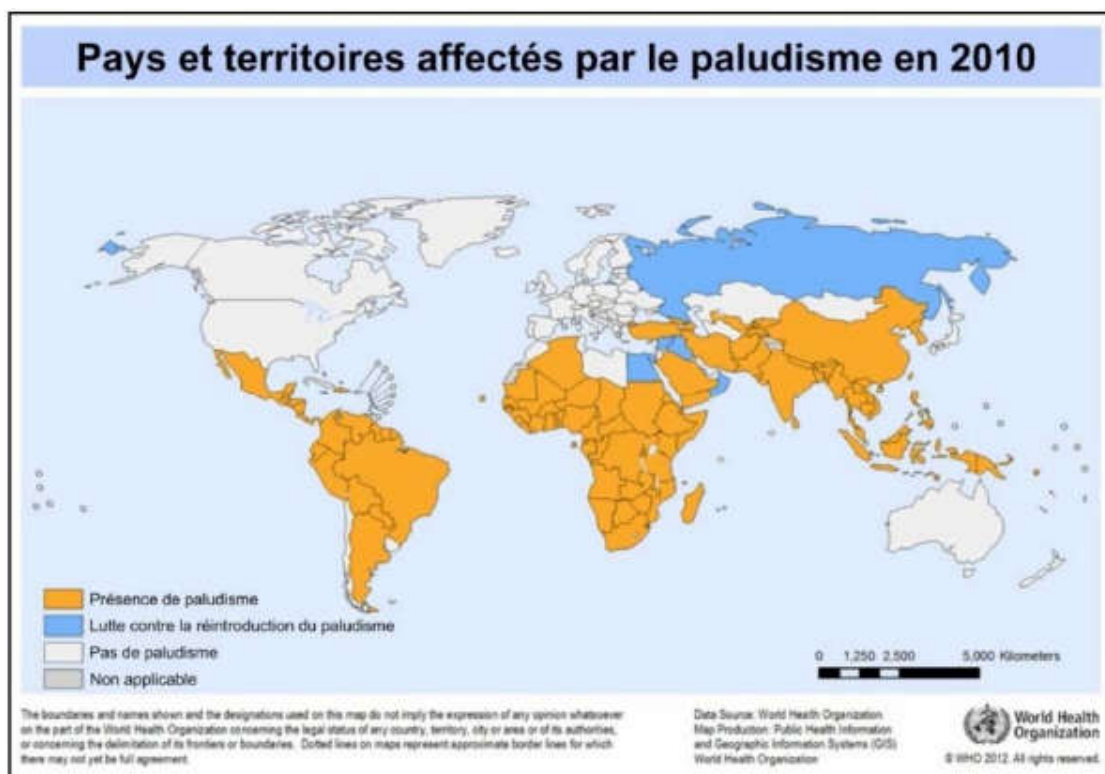 Pays et territoires affectés par le paludisme en 2010
Présence de paludisme
Lutte contre la réintroduction du paludisme
Pas de paludisme
Non applicable
0 1,250 2,500 5,000 Kilometers
The boundaries and names shown and the designations used on this map do not imply the expression of any opinion whatsoever
on the part of the World Health Organization concerning the legal status of any country, territory, city or area or of its authorities,
or concerning the delimitation of its frontiers or boundaries. Dotted lines on maps represent approximate border lines for which
there may not yet be full agreement.
Data Source: World Health Organization
Map Production: Public Health Information
and Geographic Information Systems (GIS)
World Health Organization
World Health
Organization
© WHO 2012. All rights reserved.